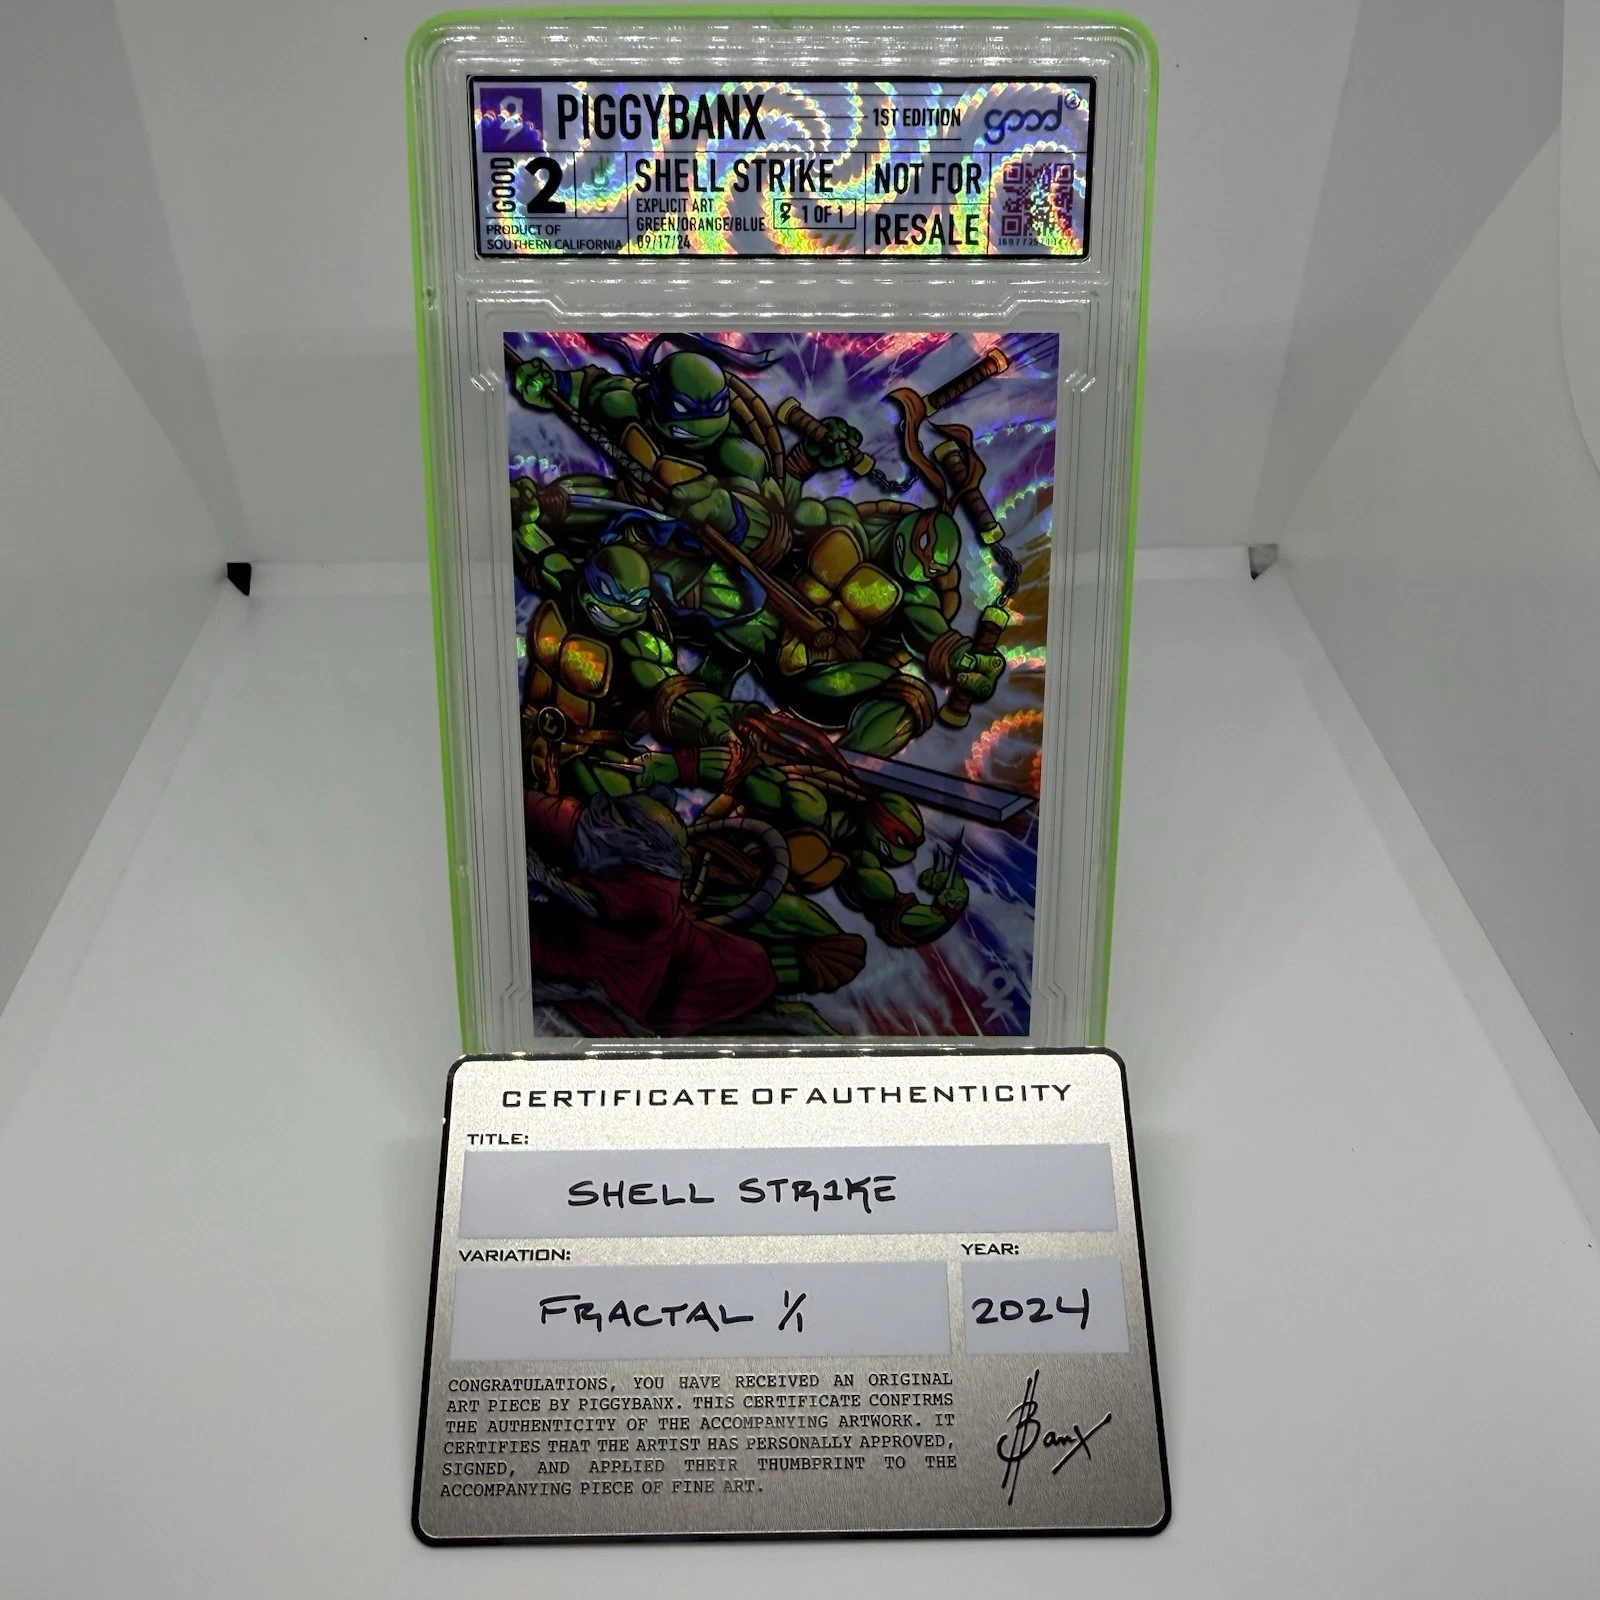 PIGGYBANX
1ST EDITION
good
GOOD
2
SHELL STRIKE
NOT FOR
EXPLICIT ART
GREEN/ORANGE/BLUE
1 OF 1
RESALE
PRODUCT OF
SOUTHERN CALIFORNIA
09/17/24
CERTIFICATE OF AUTHENTICITY
TITLE:
SHELL STR1KE
VARIATION:
YEAR:
FRACTAL 1/1
2024
CONGRATULATIONS, YOU HAVE RECEIVED AN ORIGINAL
ART PIECE BY PIGGYBANX. THIS CERTIFICATE CONFIRMS
THE AUTHENTICITY OF THE ACCOMPANYING ARTWORK. IT
CERTIFIES THAT THE ARTIST HAS PERSONALLY APPROVED,
SIGNED, AND APPLIED THEIR THUMBPRINT TO THE
ACCOMPANYING PIECE OF FINE ART.
Banx